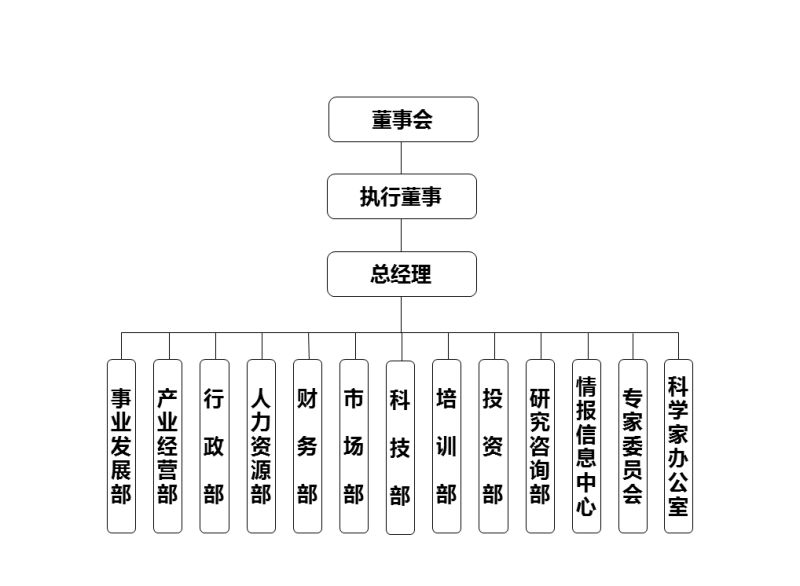 董事会
执行董事
总经理
事业发展部
产业经营部
行政部
人力资源部
财务部
市场部
科技部
培训部
投资部
研究咨询部
情报信息中心
专家委员会
科学家办公室